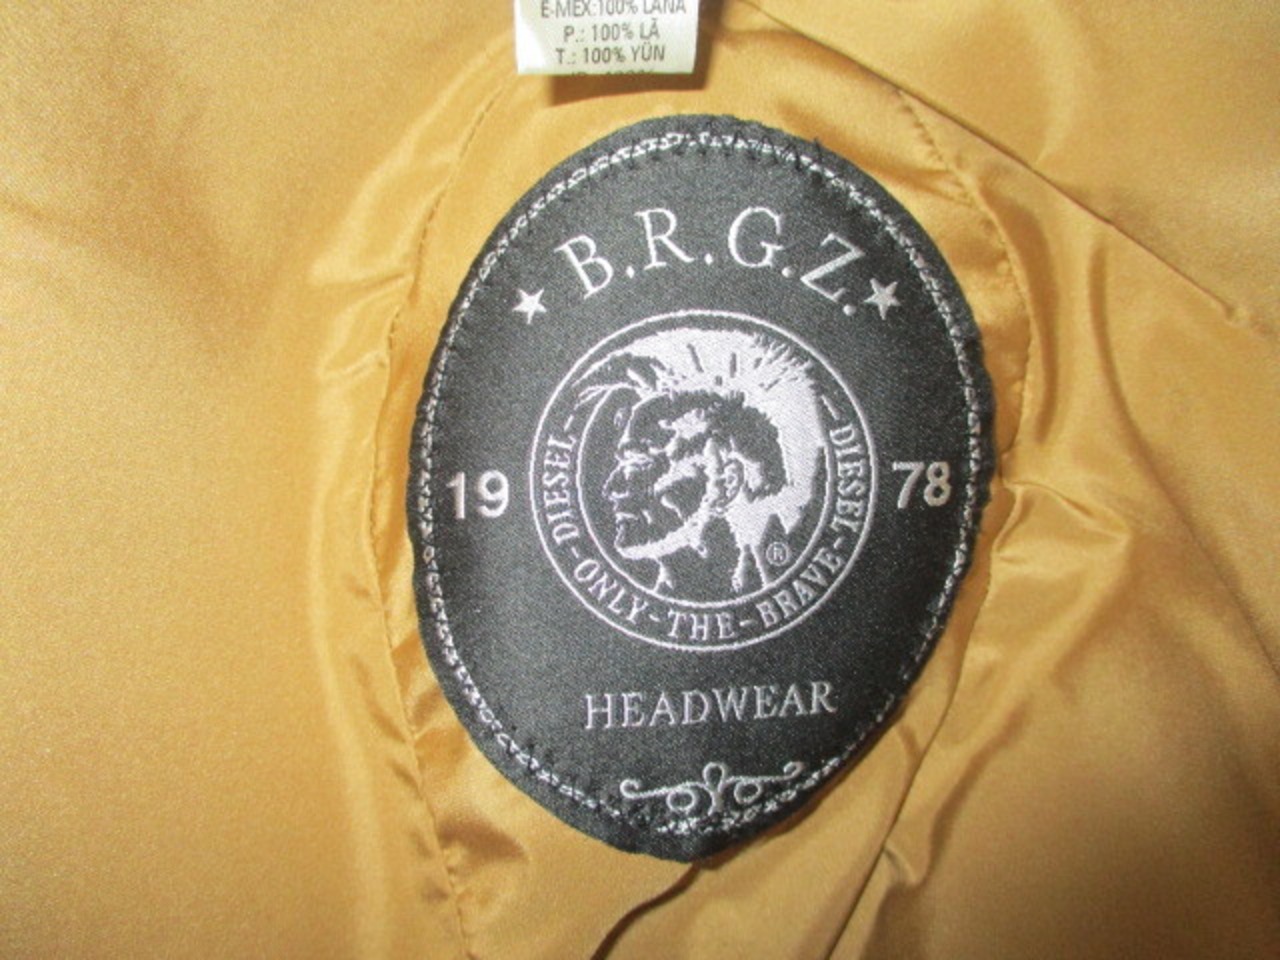 E-MEX:100% LANA
P.: 100% LÃ
T.: 100% YÜN
B.R.G.Z.
19 78
DIESEL-ONLY-THE-BRAVE-DIESEL
®
HEADWEAR